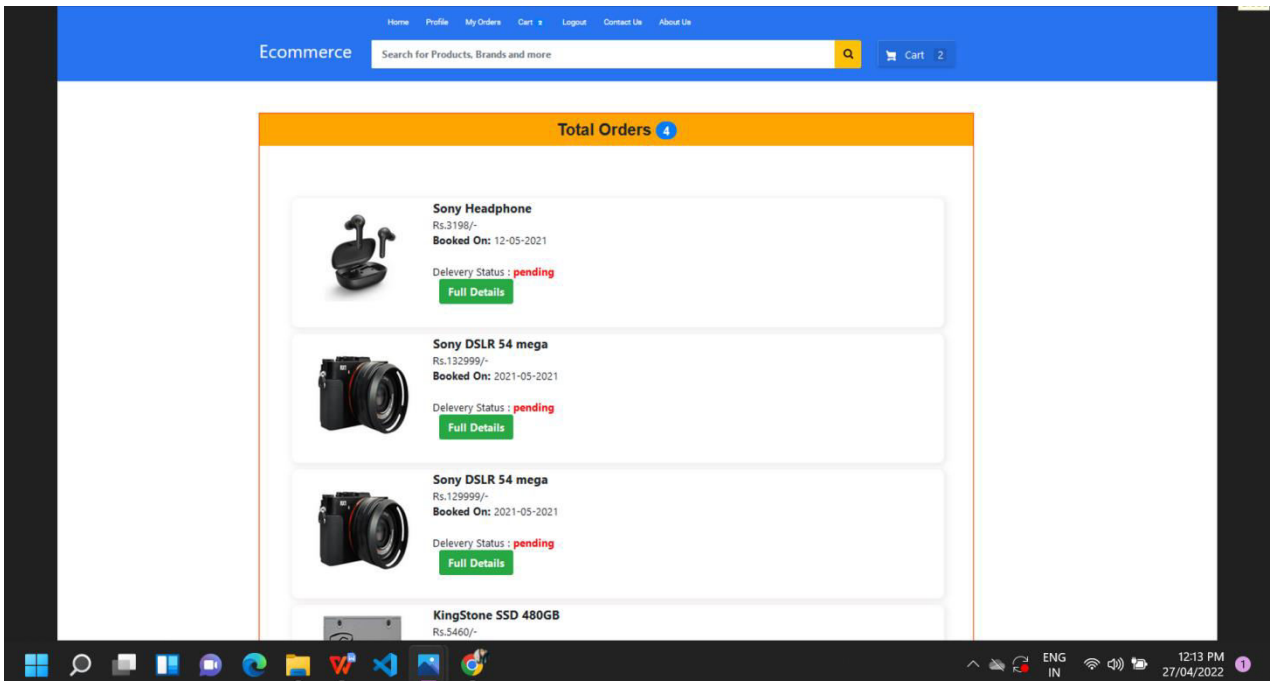 Home Profile My Orders Cart 2 Logout Contact Us About Us
Ecommerce Search for Products, Brands and more Cart 2
Total Orders 4
Sony Headphone
Rs.3198/-
Booked On: 12-05-2021
Delevery Status : pending
Full Details
Sony DSLR 54 mega
Rs.132999/-
Booked On: 2021-05-2021
Delevery Status : pending
Full Details
Sony DSLR 54 mega
Rs.129999/-
Booked On: 2021-05-2021
Delevery Status : pending
Full Details
KingStone SSD 480GB
Rs.5460/-
ENG
IN
12:13 PM
27/04/2022
1